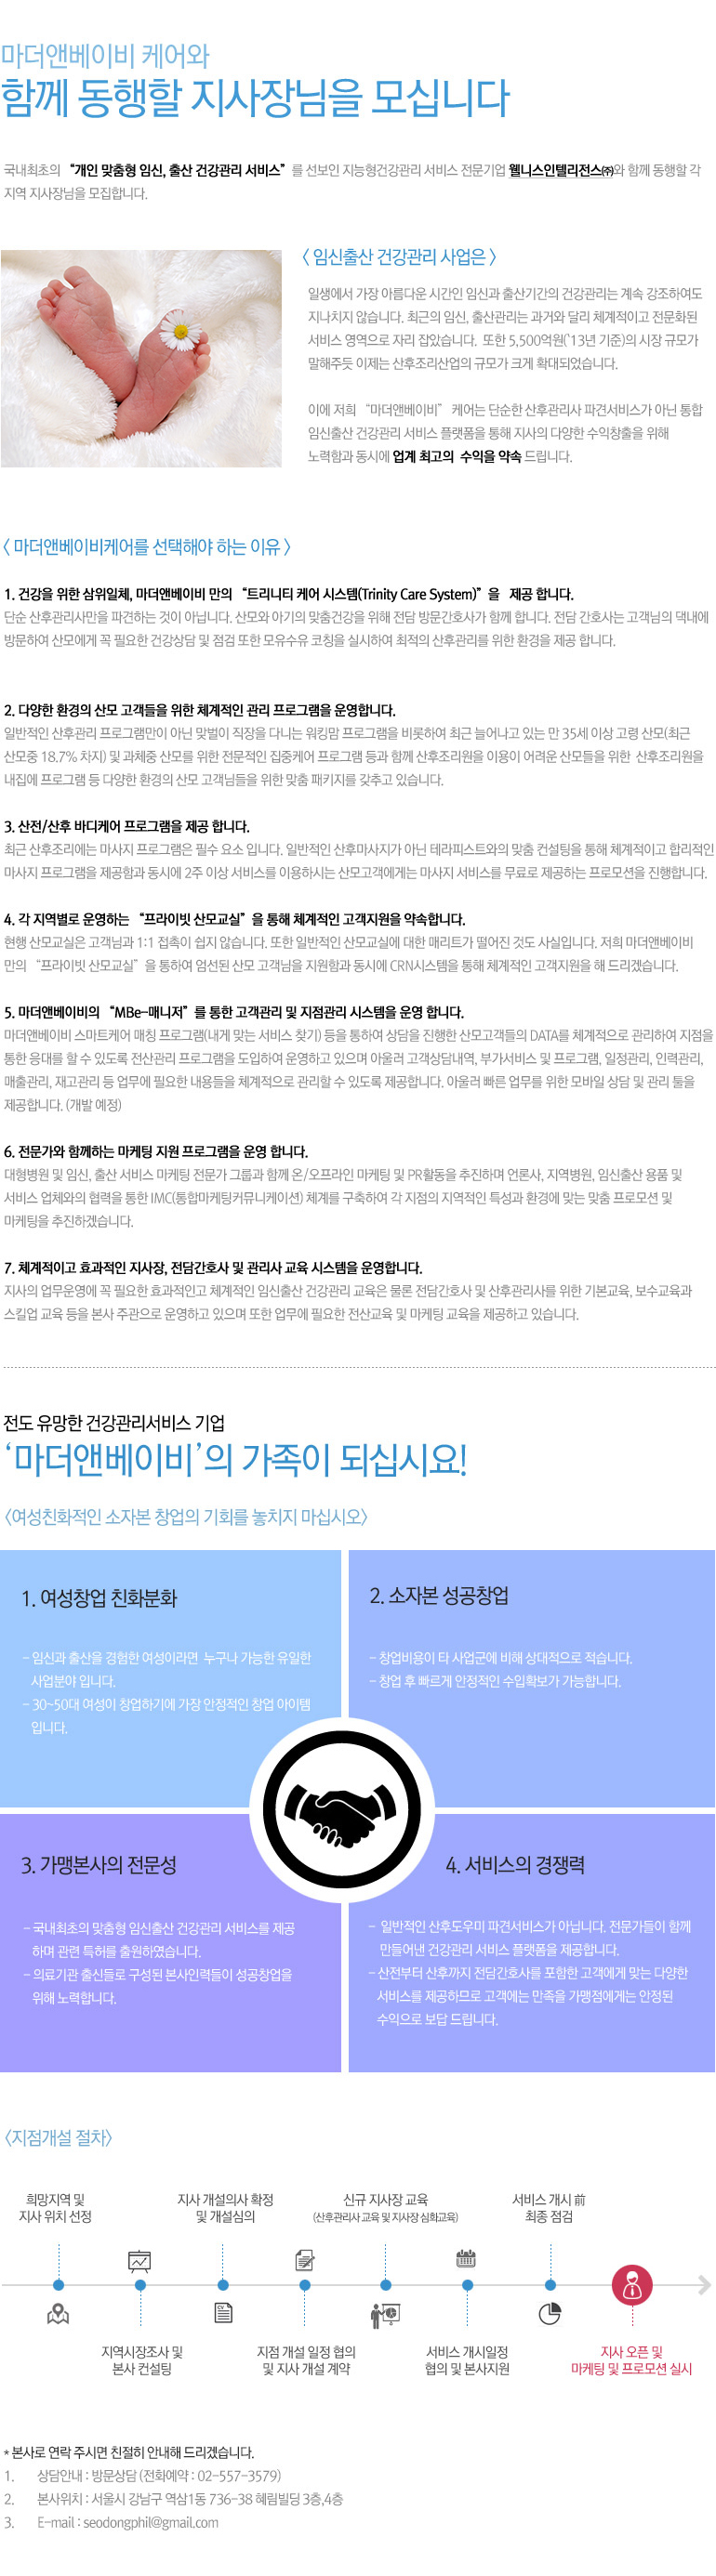 마더앤베이비 케어와
함께 동행할 지사장님을 모십니다
국내최초의 “개인 맞춤형 임신, 출산 건강관리 서비스” 를 선보인 지능형건강관리 서비스 전문기업 웰니스인텔리전스㈜와 함께 동행할 각
지역 지사장님을 모집합니다.
< 임신출산 건강관리 사업은 >
일생에서 가장 아름다운 시간인 임신과 출산기간의 건강관리는 계속 강조하여도
지나치지 않습니다. 최근의 임신, 출산관리는 과거와 달리 체계적이고 전문화된
서비스 영역으로 자리 잡았습니다. 또한 5,500억원(`13년 기준)의 시장 규모가
말해주듯 이제는 산후조리산업의 규모가 크게 확대되었습니다.
이에 저희 “마더앤베이비” 케어는 단순한 산후관리사 파견서비스가 아닌 통합
임신출산 건강관리 서비스 플랫폼을 통해 지사의 다양한 수익창출을 위해
노력함과 동시에 업계 최고의 수익을 약속 드립니다.
< 마더앤베이비케어를 선택해야 하는 이유 >
1. 건강을 위한 삼위일체, 마더앤베이비 만의 “트리니티 케어 시스템(Trinity Care System)” 을 제공 합니다.
단순 산후관리사만을 파견하는 것이 아닙니다. 산모와 아기의 맞춤건강을 위해 전담 방문간호사가 함께 합니다. 전담 간호사는 고객님의 댁내에
방문하여 산모에게 꼭 필요한 건강상담 및 점검 또한 모유수유 코칭을 실시하여 최적의 산후관리를 위한 환경을 제공 합니다.
2. 다양한 환경의 산모 고객들을 위한 체계적인 관리 프로그램을 운영합니다.
일반적인 산후관리 프로그램만이 아닌 맞벌이 직장을 다니는 워킹맘 프로그램을 비롯하여 최근 늘어나고 있는 만 35세 이상 고령 산모(최근
산모중 18.7% 차지) 및 과체중 산모를 위한 전문적인 집중케어 프로그램 등과 함께 산후조리원을 이용이 어려운 산모들을 위한 산후조리원을
내집에 프로그램 등 다양한 환경의 산모 고객님들을 위한 맞춤 패키지를 갖추고 있습니다.
3. 산전/산후 바디케어 프로그램을 제공 합니다.
최근 산후조리에는 마사지 프로그램은 필수 요소 입니다. 일반적인 산후마사지가 아닌 테라피스트와의 맞춤 컨설팅을 통해 체계적이고 합리적인
마사지 프로그램을 제공함과 동시에 2주 이상 서비스를 이용하시는 산모고객에게는 마사지 서비스를 무료로 제공하는 프로모션을 진행합니다.
4. 각 지역별로 운영하는 “프라이빗 산모교실” 을 통해 체계적인 고객지원을 약속합니다.
현행 산모교실은 고객님과 1:1 접촉이 쉽지 않습니다. 또한 일반적인 산모교실에 대한 매리트가 떨어진 것도 사실입니다. 저희 마더앤베이비
만의 “프라이빗 산모교실” 을 통하여 엄선된 산모 고객님을 지원함과 동시에 CRN시스템을 통해 체계적인 고객지원을 해 드리겠습니다.
5. 마더앤베이비의 “MBe-매니저” 를 통한 고객관리 및 지점관리 시스템을 운영 합니다.
마더앤베이비 스마트케어 매칭 프로그램(내게 맞는 서비스 찾기) 등을 통하여 상담을 진행한 산모고객들의 DATA를 체계적으로 관리하여 지점을
통한 응대를 할 수 있도록 전산관리 프로그램을 도입하여 운영하고 있으며 아울러 고객상담내역, 부가서비스 및 프로그램, 일정관리, 인력관리,
매출관리, 재고관리 등 업무에 필요한 내용들을 체계적으로 관리할 수 있도록 제공합니다. 아울러 빠른 업무를 위한 모바일 상담 및 관리 툴을
제공합니다. (개발 예정)
6. 전문가와 함께하는 마케팅 지원 프로그램을 운영 합니다.
대형병원 및 임신, 출산 서비스 마케팅 전문가 그룹과 함께 온/오프라인 마케팅 및 PR활동을 추진하며 언론사, 지역병원, 임신출산 용품 및
서비스 업체와의 협력을 통한 IMC(통합마케팅커뮤니케이션) 체계를 구축하여 각 지점의 지역적인 특성과 환경에 맞는 맞춤 프로모션 및
마케팅을 추진하겠습니다.
7. 체계적이고 효과적인 지사장, 전담간호사 및 관리사 교육 시스템을 운영합니다.
지사의 업무운영에 꼭 필요한 효과적인고 체계적인 임신출산 건강관리 교육은 물론 전담간호사 및 산후관리사를 위한 기본교육, 보수교육과
스킬업 교육 등을 본사 주관으로 운영하고 있으며 또한 업무에 필요한 전산교육 및 마케팅 교육을 제공하고 있습니다.
전도 유망한 건강관리서비스 기업
‘마더앤베이비’의 가족이 되십시요!
<여성친화적인 소자본 창업의 기회를 놓치지 마십시오>
1. 여성창업 친화분화
- 임신과 출산을 경험한 여성이라면 누구나 가능한 유일한
사업분야 입니다.
- 30~50대 여성이 창업하기에 가장 안정적인 창업 아이템
입니다.
2. 소자본 성공창업
- 창업비용이 타 사업군에 비해 상대적으로 적습니다.
- 창업 후 빠르게 안정적인 수입확보가 가능합니다.
3. 가맹본사의 전문성
- 국내최초의 맞춤형 임신출산 건강관리 서비스를 제공
하며 관련 특허를 출원하였습니다.
- 의료기관 출신들로 구성된 본사인력들이 성공창업을
위해 노력합니다.
4. 서비스의 경쟁력
- 일반적인 산후도우미 파견서비스가 아닙니다. 전문가들이 함께
만들어낸 건강관리 서비스 플랫폼을 제공합니다.
- 산전부터 산후까지 전담간호사를 포함한 고객에게 맞는 다양한
서비스를 제공하므로 고객에는 만족을 가맹점에게는 안정된
수익으로 보답 드립니다.
<지점개설 절차>
희망지역 및
지사 위치 선정
지역시장조사 및
본사 컨설팅
지사 개설의사 확정
및 개설심의
지점 개설 일정 협의
및 지사 개설 계약
신규 지사장 교육
(산후관리사 교육 및 지사장 심화교육)
서비스 개시일정
협의 및 본사지원
서비스 개시 前
최종 점검
지사 오픈 및
마케팅 및 프로모션 실시
* 본사로 연락 주시면 친절히 안내해 드리겠습니다.
1. 상담안내 : 방문상담 (전화예약 : 02-557-3579)
2. 본사위치 : 서울시 강남구 역삼1동 736-38 혜림빌딩 3층,4층
3. E-mail : seodongphil@gmail.com